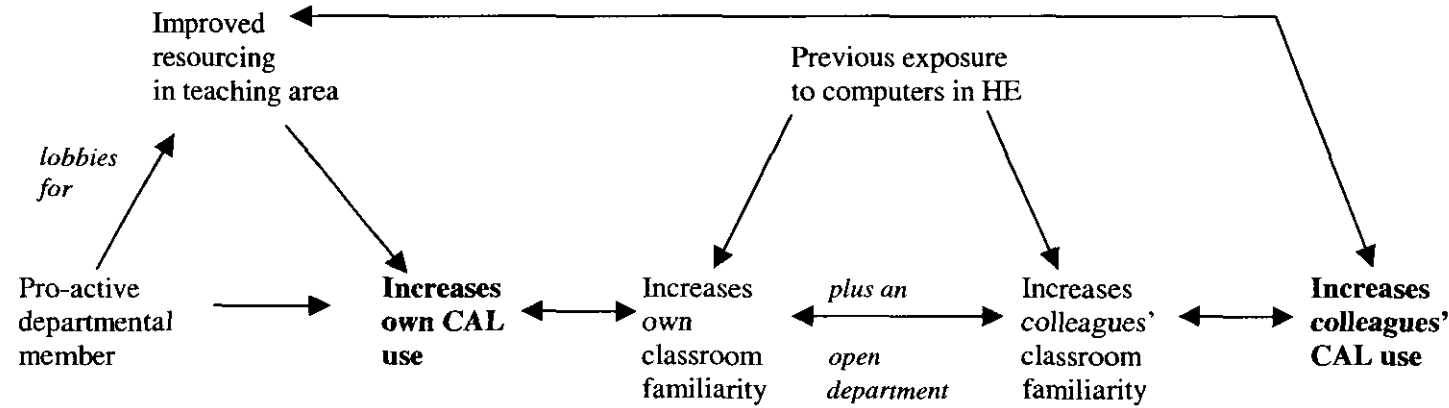 Improved
resourcing
in teaching area
Previous exposure
to computers in HE
lobbies
for
Pro-active
departmental
member
Increases
own CAL
use
Increases
own
classroom
familiarity
plus an
open
department
Increases
colleagues’
classroom
familiarity
Increases
colleagues’
CAL use